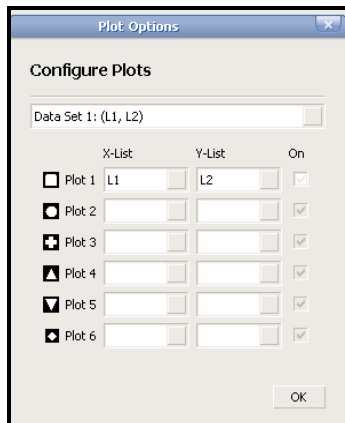 Plot Options
Configure Plots
Data Set 1: (L1, L2)
X-List Y-List On
Plot 1 L1 L2
Plot 2
Plot 3
Plot 4
Plot 5
Plot 6
OK